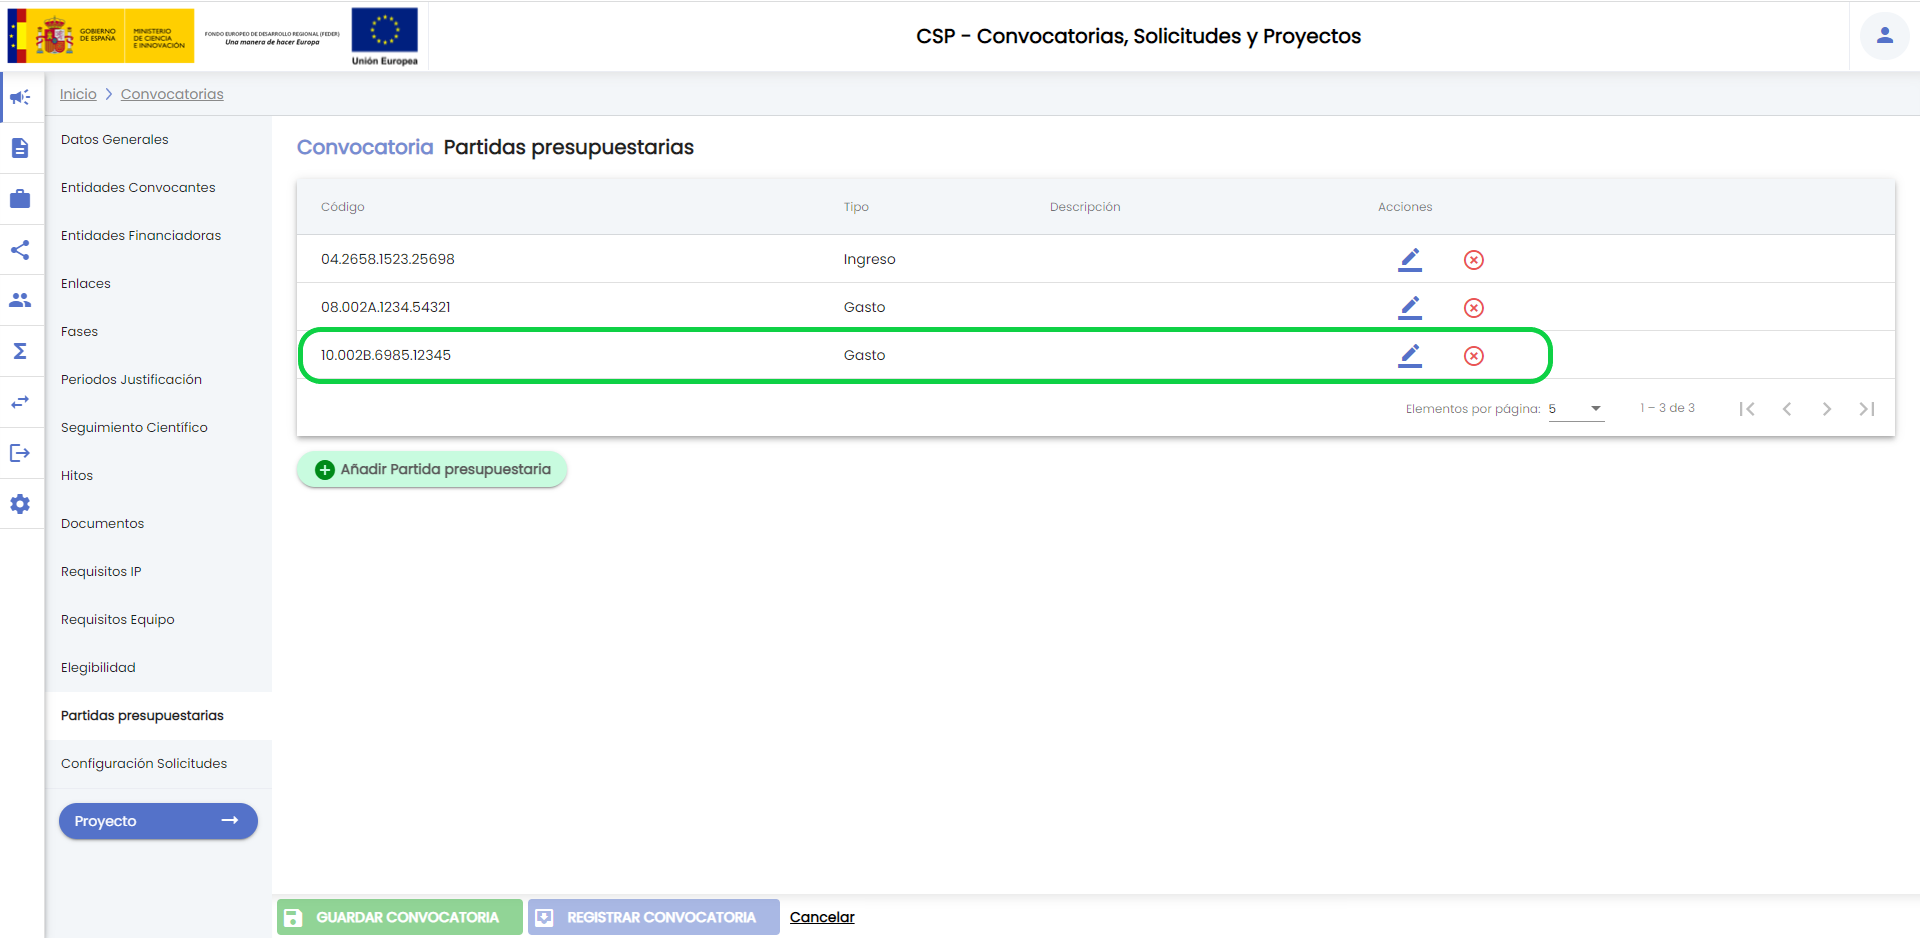 GOBIERNO
DE ESPAÑA
MINISTERIO
DE CIENCIA
E INNOVACIÓN
FONDO EUROPEO DE DESARROLLO REGIONAL (FEDER)
Una manera de hacer Europa
Unión Europea
CSP - Convocatorias, Solicitudes y Proyectos
Inicio > Convocatorias
Datos Generales
Entidades Convocantes
Entidades Financiadoras
Enlaces
Fases
Periodos Justificación
Seguimiento Científico
Hitos
Documentos
Requisitos IP
Requisitos Equipo
Elegibilidad
Partidas presupuestarias
Configuración Solicitudes
Proyecto
Convocatoria Partidas presupuestarias
Código Tipo Descripción Acciones
04.2658.1523.25698 Ingreso
08.002A.1234.54321 Gasto
10.002B.6985.12345 Gasto
Elementos por página: 5 1 – 3 de 3
Añadir Partida presupuestaria
GUARDAR CONVOCATORIA REGISTRAR CONVOCATORIA Cancelar